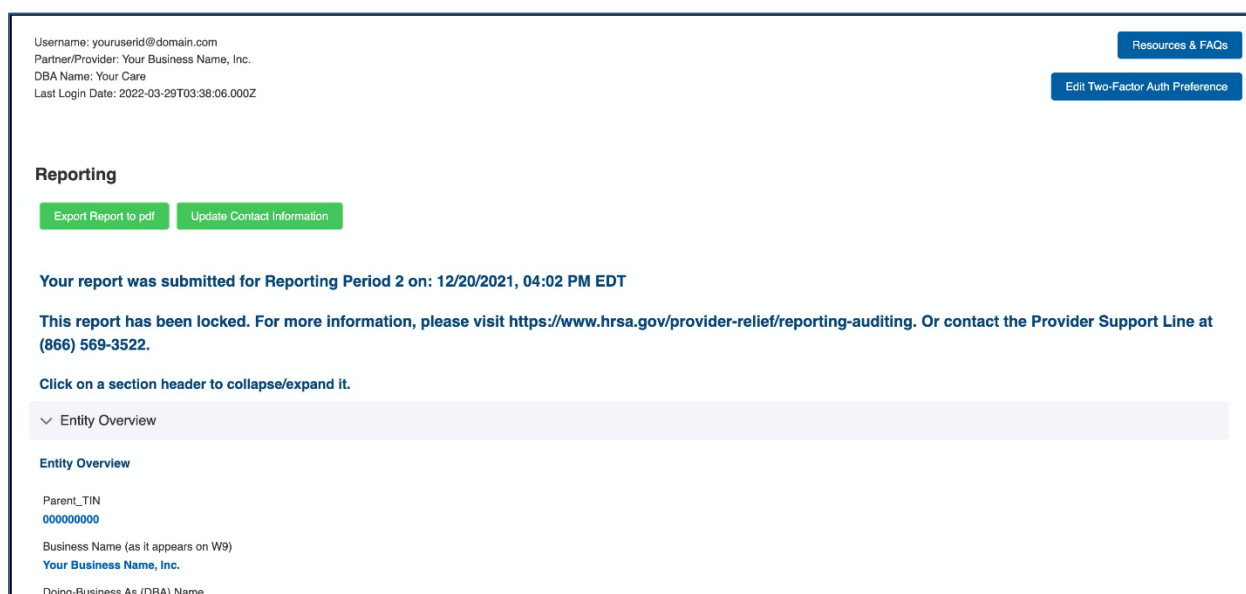 Username: youruserid@domain.com
Partner/Provider: Your Business Name, Inc.
DBA Name: Your Care
Last Login Date: 2022-03-29T03:38:06.000Z
Resources & FAQs
Edit Two-Factor Auth Preference
Reporting
Export Report to pdf
Update Contact Information
Your report was submitted for Reporting Period 2 on: 12/20/2021, 04:02 PM EDT
This report has been locked. For more information, please visit https://www.hrsa.gov/provider-relief/reporting-auditing. Or contact the Provider Support Line at
(866) 569-3522.
Click on a section header to collapse/expand it.
Entity Overview
Entity Overview
Parent_TIN
000000000
Business Name (as it appears on W9)
Your Business Name, Inc.
Doing-Business As (DBA) Name